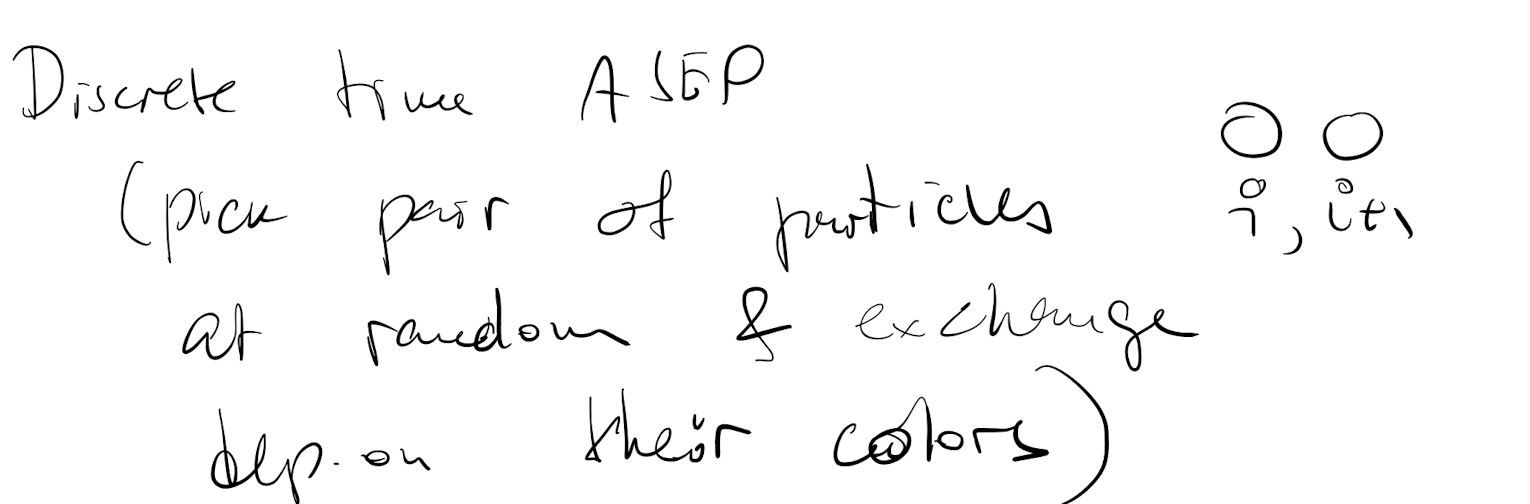 Discrete time ASEP
(pick pair of particles i, i+1
at random & exchange
dep. on their colors)